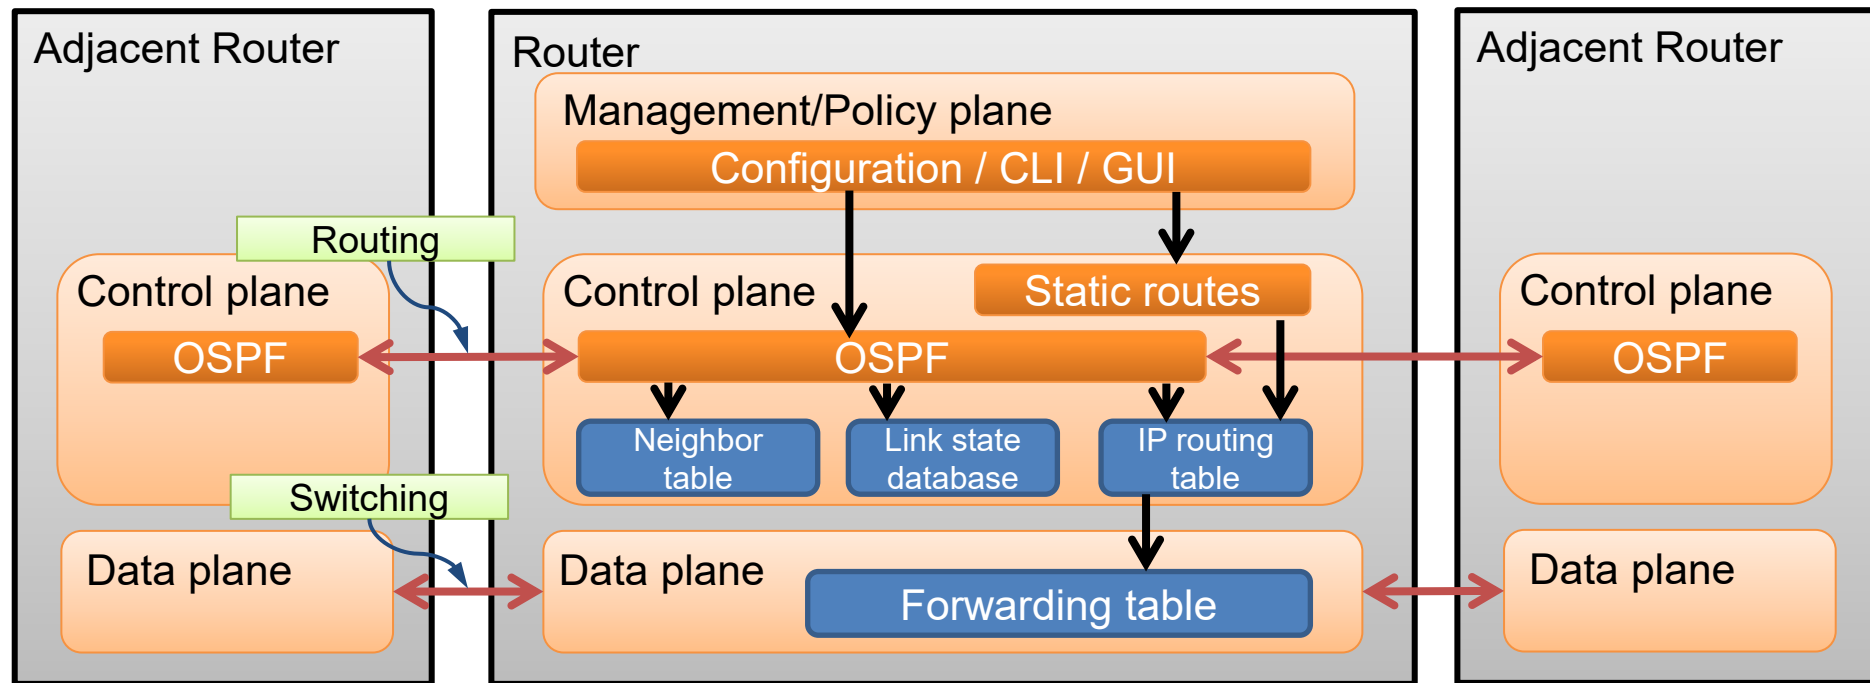 Adjacent Router
Router
Adjacent Router
Management/Policy plane
Configuration / CLI / GUI
Routing
Control plane
Control plane
Static routes
Control plane
OSPF
OSPF
OSPF
Neighbor
table
Link state
database
IP routing
table
Switching
Data plane
Data plane
Forwarding table
Data plane